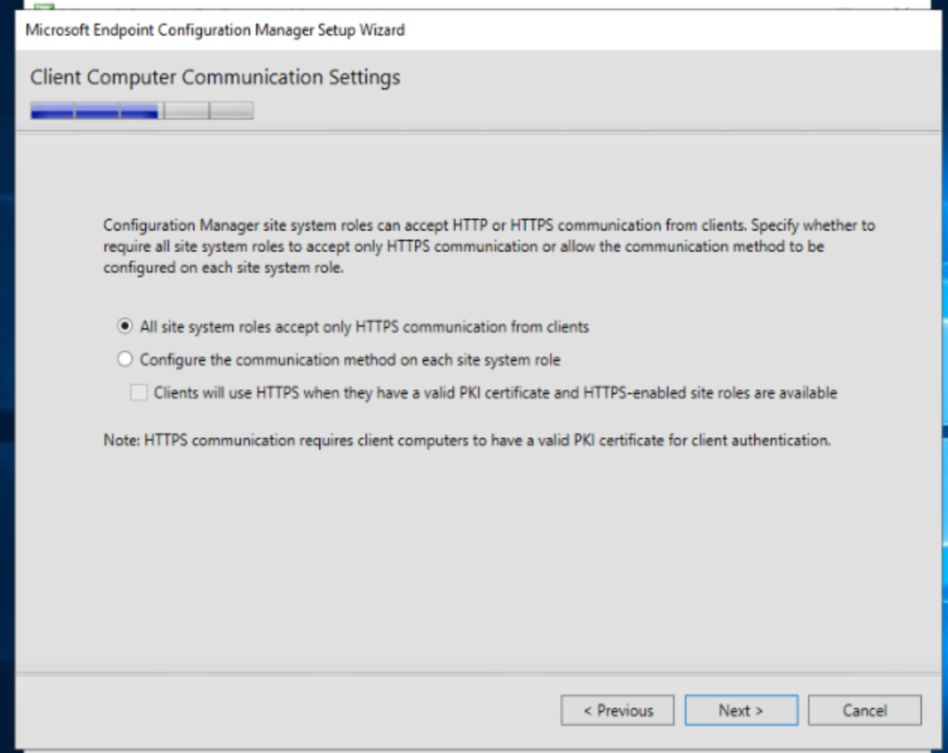 Microsoft Endpoint Configuration Manager Setup Wizard
Client Computer Communication Settings
Configuration Manager site system roles can accept HTTP or HTTPS communication from clients. Specify whether to
require all site system roles to accept only HTTPS communication or allow the communication method to be
configured on each site system role.
All site system roles accept only HTTPS communication from clients
Configure the communication method on each site system role
Clients will use HTTPS when they have a valid PKI certificate and HTTPS-enabled site roles are available
Note: HTTPS communication requires client computers to have a valid PKI certificate for client authentication.
< Previous
Next >
Cancel